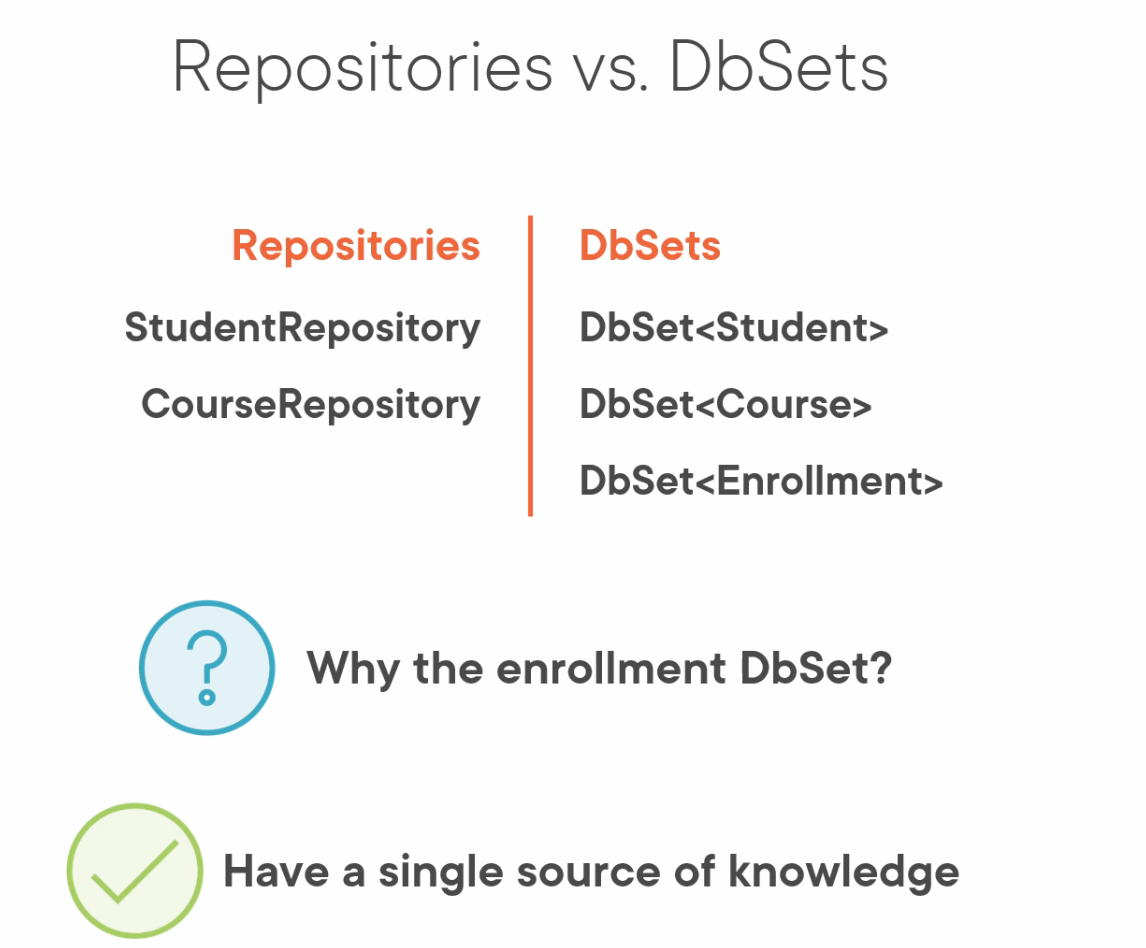 Repositories vs. DbSets
Repositories
DbSets
StudentRepository
DbSet<Student>
CourseRepository
DbSet<Course>
DbSet<Enrollment>
?
Why the enrollment DbSet?
Have a single source of knowledge